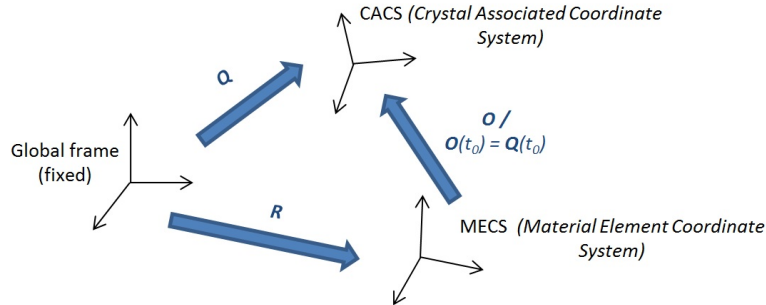 CACS (Crystal Associated Coordinate
System)
Q
O /
O(t₀) = Q(t₀)
Global frame
(fixed)
R
MECS (Material Element Coordinate
System)